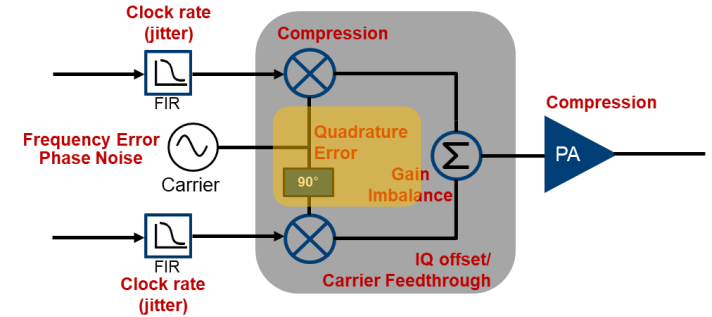 Clock rate
(jitter)
Compression
FIR
Compression
Frequency Error
Phase Noise
Quadrature
Error
Carrier
90°
Σ
PA
Gain
Imbalance
FIR
Clock rate
(jitter)
IQ offset/
Carrier Feedthrough